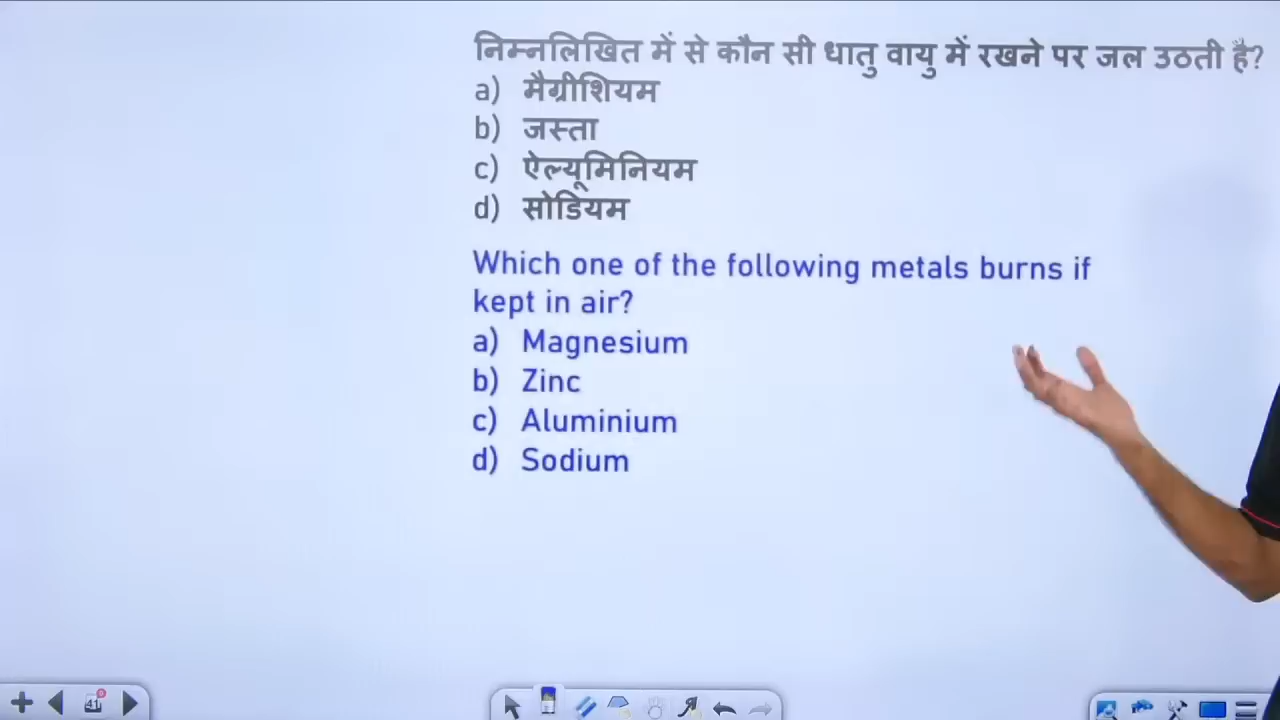 निम्नलिखित में से कौन सी धातु वायु में रखने पर जल उठती है?
a) मैग्रीशियम
b) जस्ता
c) ऐल्यूमिनियम
d) सोडियम
Which one of the following metals burns if
kept in air?
a) Magnesium
b) Zinc
c) Aluminium
d) Sodium
41